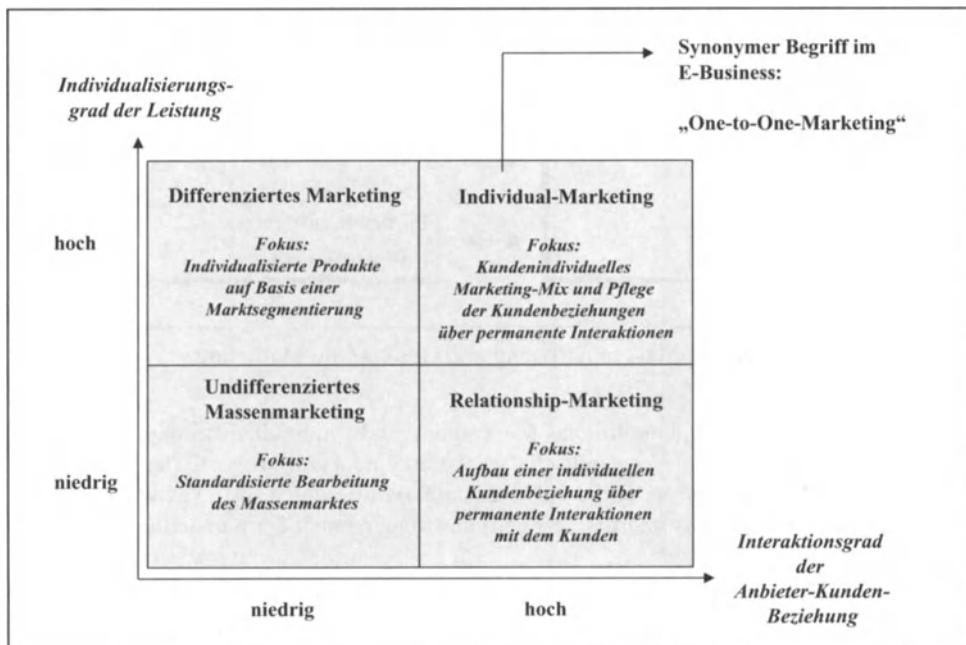 Synonymer Begriff im
E-Business:
„One-to-One-Marketing“
Individualisierungs-
grad der Leistung
hoch
Differenziertes Marketing
Fokus:
Individualisierte Produkte
auf Basis einer
Marktsegmentierung
Individual-Marketing
Fokus:
Kundenindividuelles
Marketing-Mix und Pflege
der Kundenbeziehungen
über permanente Interaktionen
niedrig
Undifferenziertes
Massenmarketing
Fokus:
Standardisierte Bearbeitung
des Massenmarktes
Relationship-Marketing
Fokus:
Aufbau einer individuellen
Kundenbeziehung über
permanente Interaktionen
mit dem Kunden
niedrig
hoch
Interaktionsgrad
der
Anbieter-Kunden-
Beziehung